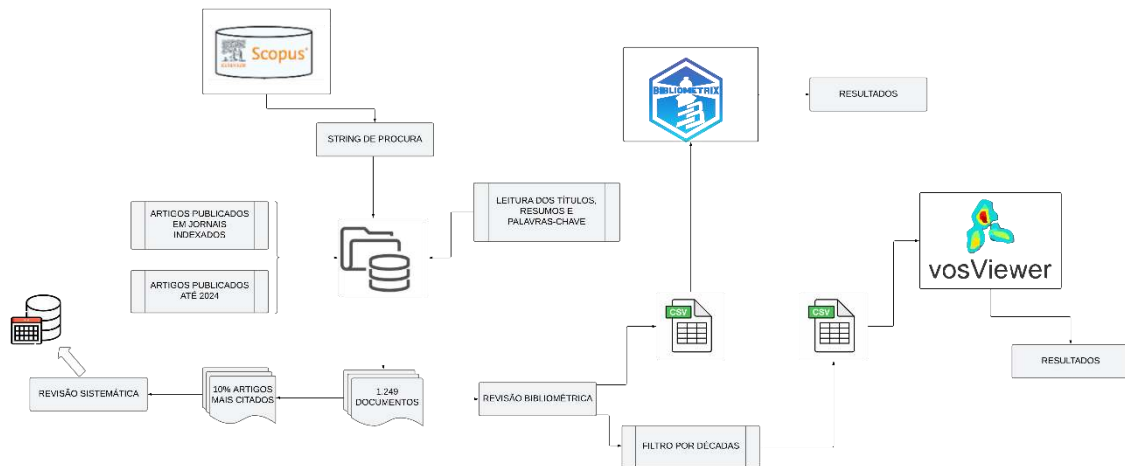 Scopus
STRING DE PROCURA
BIBLIOMETRIX
RESULTADOS
LEITURA DOS TÍTULOS,
RESUMOS E
PALAVRAS-CHAVE
ARTIGOS PUBLICADOS
EM JORNAIS
INDEXADOS
ARTIGOS PUBLICADOS
ATÉ 2024
vosViewer
CSV
CSV
RESULTADOS
REVISÃO SISTEMÁTICA
10% ARTIGOS
MAIS CITADOS
1.249
DOCUMENTOS
REVISÃO BIBLIOMÉTRICA
FILTRO POR DÉCADAS